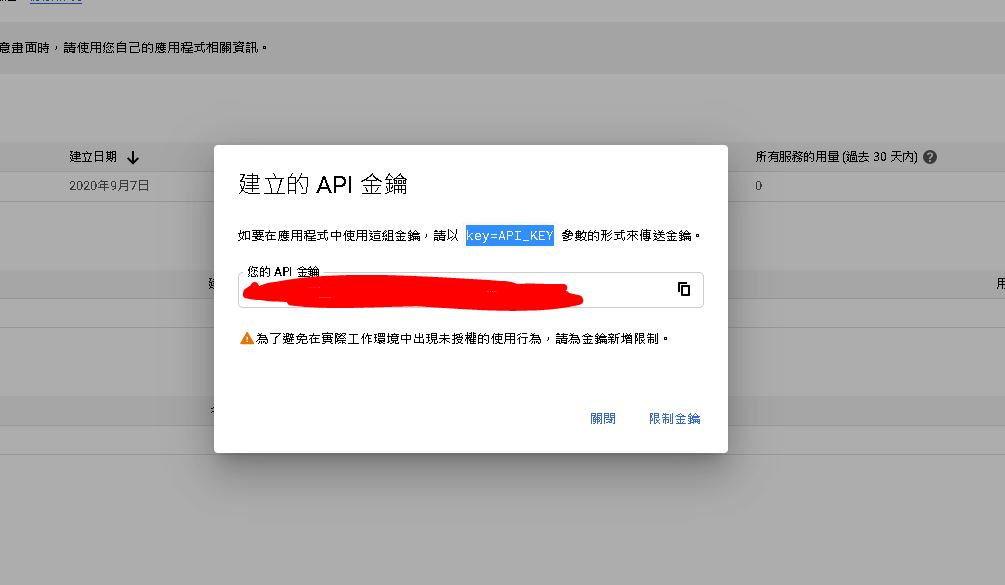 意畫面時，請使用您自己的應用程式相關資訊。
建立日期
所有服務的用量 (過去 30 天內)
2020年9月7日
0
建立的 API 金鑰
如要在應用程式中使用這組金鑰，請以 key=API_KEY 參數的形式來傳送金鑰。
您的 API 金鑰
為了避免在實際工作環境中出現未授權的使用行為，請為金鑰新增限制。
關閉
限制金鑰